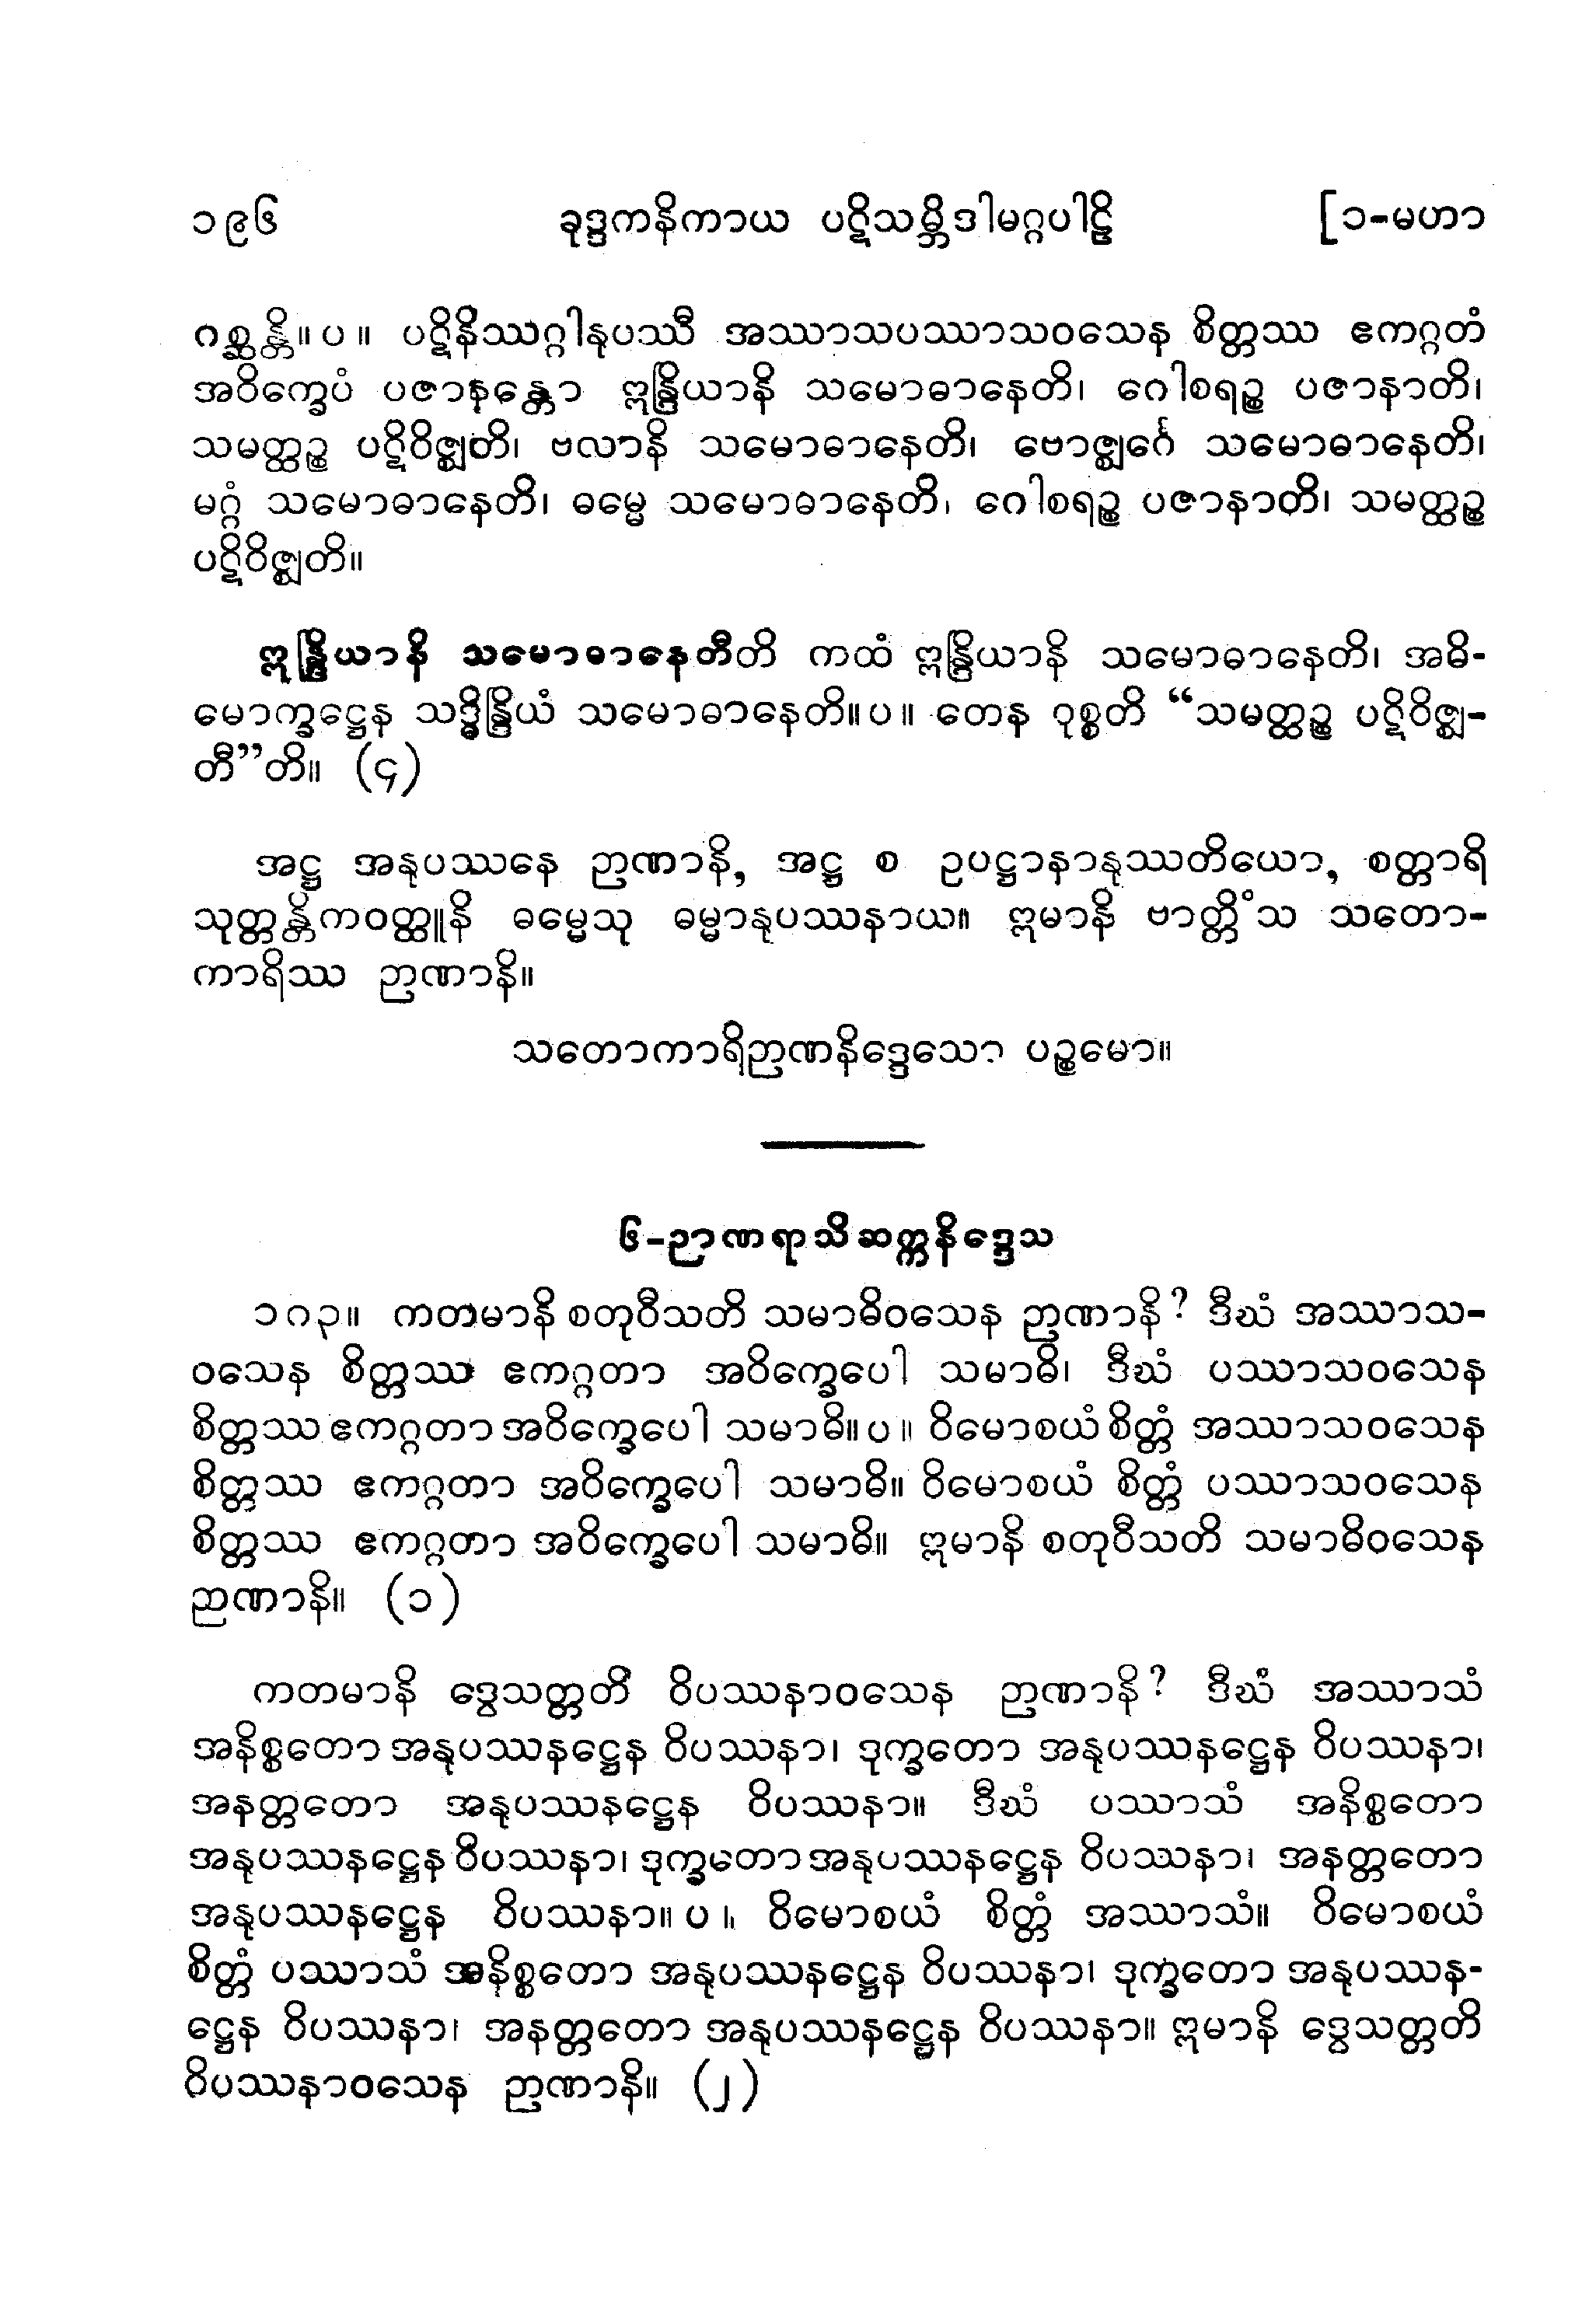 ၁၉၆ ခုဒ္ဒကနိကာယ ပဋိသမ္ဘိဒါမဂ္ဂပါဠိ [၁-မဟာ
ဂစ္ဆန္တိ။ပ။ ပဋိနိဿဂ္ဂါနုပဿီ အဿာသပဿာသဝသေန စိတ္တဿ ဧကဂ္ဂတံ
အဝိက္ခေပံ ပဇာနန္တော ဣန္ဒြိယာနိ သမောဓာနေတိ၊ ဂေါစရဉ္စ ပဇာနာတိ၊
သမတ္ထဉ္စ ပဋိဝိဇ္ဈတိ၊ ဗလာနိ သမောဓာနေတိ၊ ဗောဇ္ဈင်္ဂေ သမောဓာနေတိ၊
မဂ္ဂံ သမောဓာနေတိ၊ ဓမ္မေ သမောဓာနေတိ၊ ဂေါစရဉ္စ ပဇာနာတိ၊ သမတ္ထဉ္စ
ပဋိဝိဇ္ဈတိ။
ဣန္ဒြိယာနိ သမောဓာနေတီတိ ကထံ ဣန္ဒြိယာနိ သမောဓာနေတိ၊ အဓိ-
မောက္ခဋ္ဌေန သဒ္ဓိန္ဒြိယံ သမောဓာနေတိ။ပ။ တေန ဝုစ္စတိ “သမတ္ထဉ္စ ပဋိဝိဇ္ဈ-
တီ”တိ။ (၄)
အဋ္ဌ အနုပဿနေ ဉာဏာနိ, အဋ္ဌ စ ဥပဋ္ဌာနာနုဿတိယော, စတ္တာရိ
သုတ္တန္တိကဝတ္ထူနိ ဓမ္မေသု ဓမ္မာနုပဿနာယ။ ဣမာနိ ဗာတ္တိံသ သတော-
ကာရိဿ ဉာဏာနိ။
သတောကာရိဉာဏနိဒ္ဒေသော ပဉ္စမော။
၆-ဉာဏရာသိဆက္ကနိဒ္ဒေသ
၁၇၃။ ကတမာနိ စတုဝီသတိ သမာဓိဝသေန ဉာဏာနိ? ဒီဃံ အဿာသ-
ဝသေန စိတ္တဿ ဧကဂ္ဂတာ အဝိက္ခေပေါ သမာဓိ၊ ဒီဃံ ပဿာသဝသေန
စိတ္တဿ ဧကဂ္ဂတာ အဝိက္ခေပေါ သမာဓိ။ပ။ ဝိမောစယံ စိတ္တံ အဿာသဝသေန
စိတ္တဿ ဧကဂ္ဂတာ အဝိက္ခေပေါ သမာဓိ။ ဝိမောစယံ စိတ္တံ ပဿာသဝသေန
စိတ္တဿ ဧကဂ္ဂတာ အဝိက္ခေပေါ သမာဓိ။ ဣမာနိ စတုဝီသတိ သမာဓိဝသေန
ဉာဏာနိ။ (၁)
ကတမာနိ ဒွေသတ္တတိ ဝိပဿနာဝသေန ဉာဏာနိ? ဒီဃံ အဿာသံ
အနိစ္စတော အနုပဿနဋ္ဌေန ဝိပဿနာ၊ ဒုက္ခတော အနုပဿနဋ္ဌေန ဝိပဿနာ၊
အနတ္တတော အနုပဿနဋ္ဌေန ဝိပဿနာ။ ဒီဃံ ပဿာသံ အနိစ္စတော
အနုပဿနဋ္ဌေန ဝိပဿနာ၊ ဒုက္ခတော အနုပဿနဋ္ဌေန ဝိပဿနာ၊ အနတ္တတော
အနုပဿနဋ္ဌေန ဝိပဿနာ။ပ။ ဝိမောစယံ စိတ္တံ အဿာသံ။ ဝိမောစယံ
စိတ္တံ ပဿာသံ အနိစ္စတော အနုပဿနဋ္ဌေန ဝိပဿနာ၊ ဒုက္ခတော အနုပဿန-
ဋ္ဌေန ဝိပဿနာ၊ အနတ္တတော အနုပဿနဋ္ဌေန ဝိပဿနာ။ ဣမာနိ ဒွေသတ္တတိ
ဝိပဿနာဝသေန ဉာဏာနိ။ (၂)